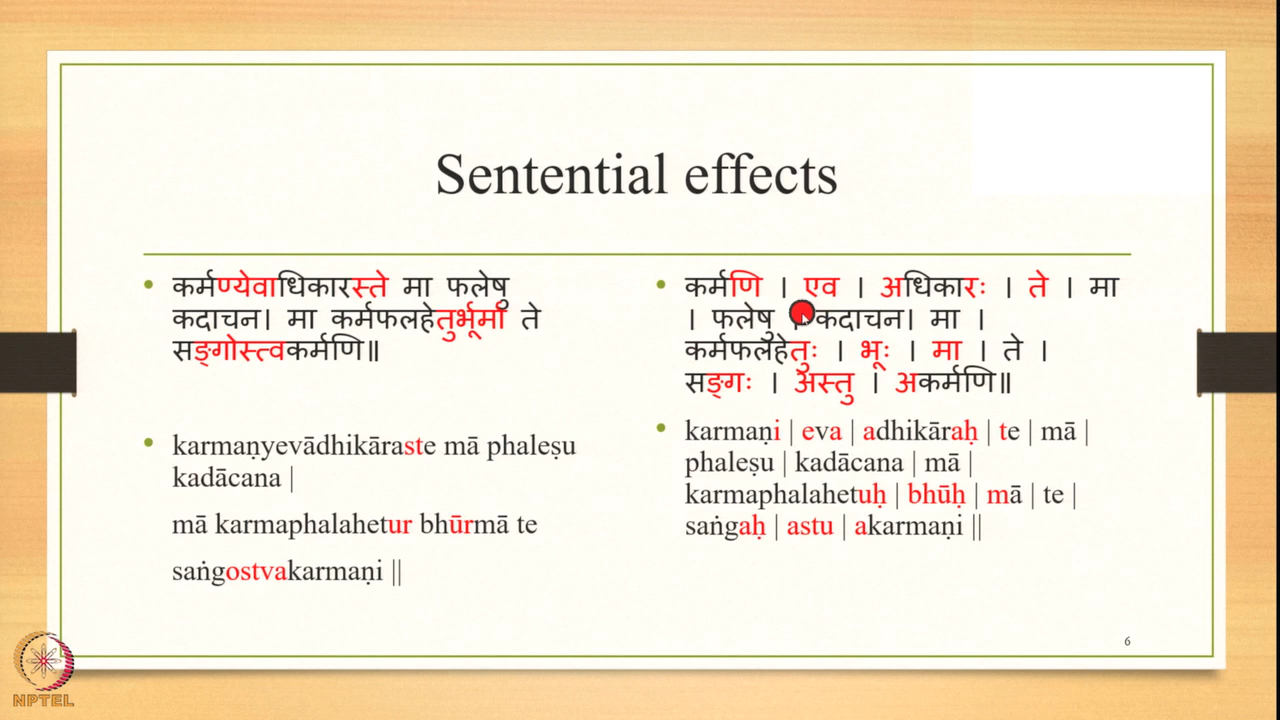 Sentential effects
कर्मण्येवाधिकारस्ते मा फलेषु
कदाचन। मा कर्मफलहेतुर्भूर्मा ते
सङ्गोस्त्वकर्मणि॥
karmaṇyevādhikāraste mā phaleṣu
kadācana |
mā karmaphalahetur bhūrmā te
saṅgostvakarmaṇi ||
कर्मणि । एव । अधिकारः । ते । मा
। फलेषु । कदाचन। मा ।
कर्मफलहेतुः । भूः । मा । ते ।
सङ्गः । अस्तु । अकर्मणि॥
karmaṇi | eva | adhikāraḥ | te | mā |
phaleṣu | kadācana | mā |
karmaphalahetuḥ | bhūḥ | mā | te |
saṅgaḥ | astu | akarmaṇi ||
6
NPTEL